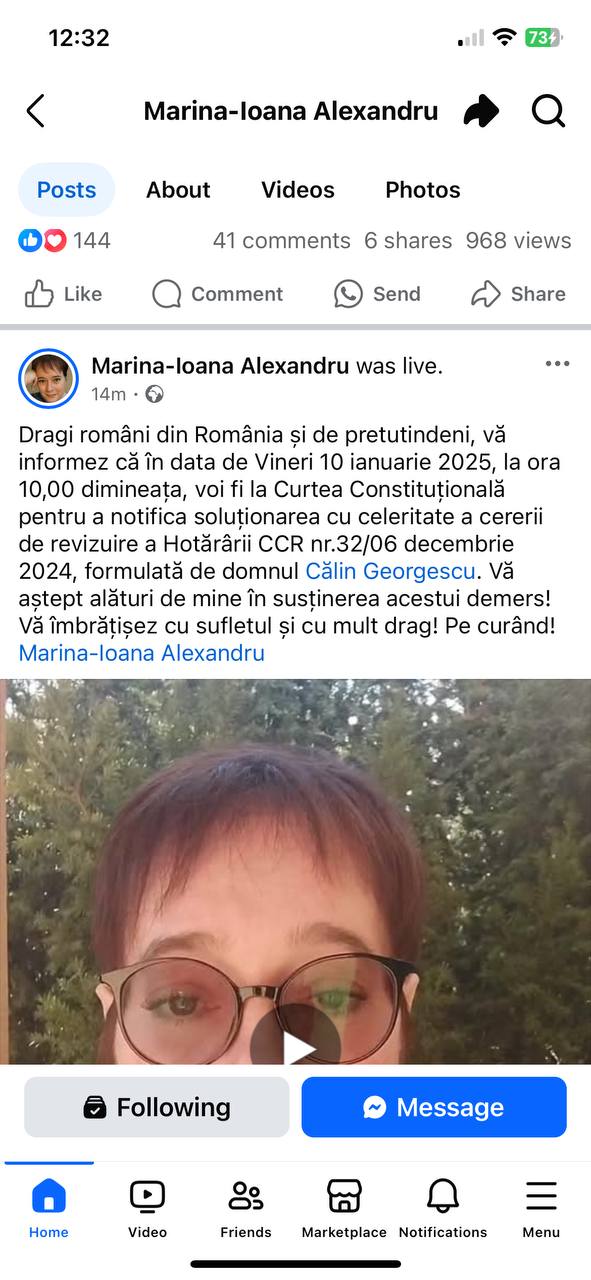 12:32
73
Marina-Ioana Alexandru
Posts About Videos Photos
144 41 comments 6 shares 968 views
Like Comment Send Share
Marina-Ioana Alexandru was live.
14m ·
Dragi români din România și de pretutindeni, vă
informez că în data de Vineri 10 ianuarie 2025, la ora
10,00 dimineața, voi fi la Curtea Constituțională
pentru a notifica soluționarea cu celeritate a cererii
de revizuire a Hotărârii CCR nr.32/06 decembrie
2024, formulată de domnul Călin Georgescu. Vă
aștept alături de mine în susținerea acestui demers!
Vă îmbrățișez cu sufletul și cu mult drag! Pe curând!
Marina-Ioana Alexandru
Following Message
Home Video Friends Marketplace Notifications Menu